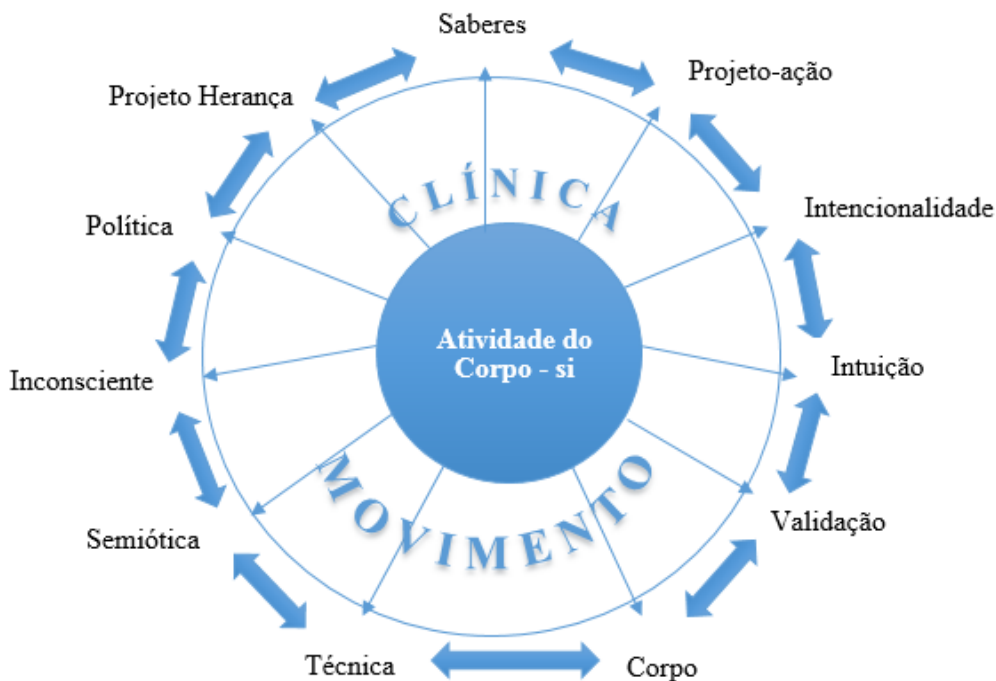 Saberes
Projeto-ação
Projeto Herança
CLÍNICA
Política
Intencionalidade
Atividade do
Corpo - si
Inconsciente
Intuição
MOVIMENTO
Validação
Semiótica
Técnica
Corpo